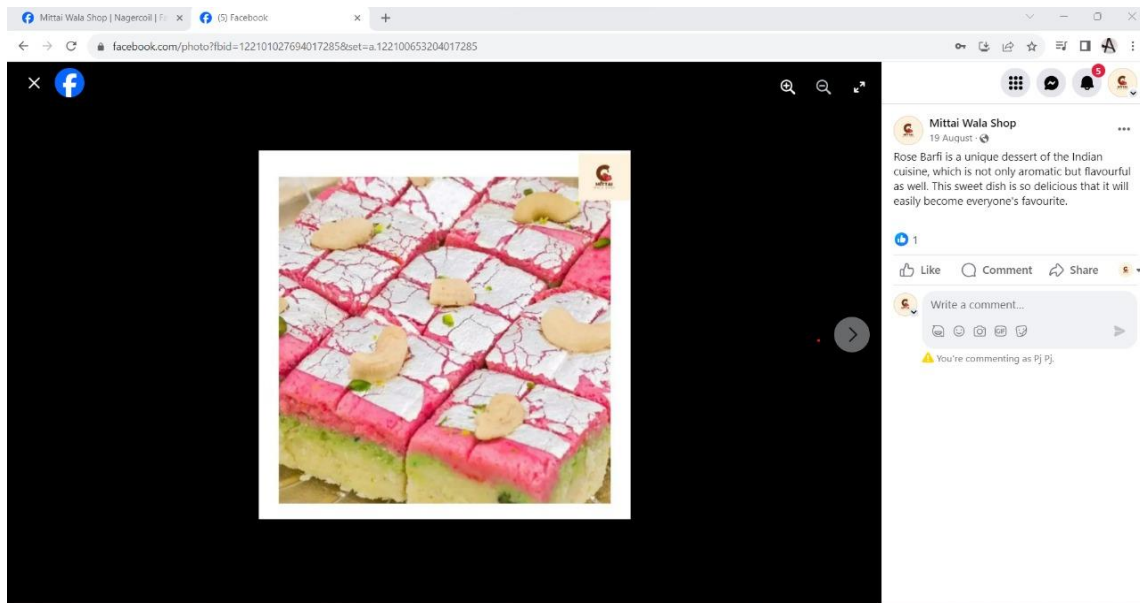 Mittai Wala Shop | Nagercoil | F
(5) Facebook
facebook.com/photo?fbid=122101027694017285&set=a.122100653204017285
5
MITTAI
Mittai Wala Shop
19 August
Rose Barfi is a unique dessert of the Indian
cuisine, which is not only aromatic but flavourful
as well. This sweet dish is so delicious that it will
easily become everyone's favourite.
1
Like Comment Share
Write a comment...
GIF
You're commenting as Pj Pj.